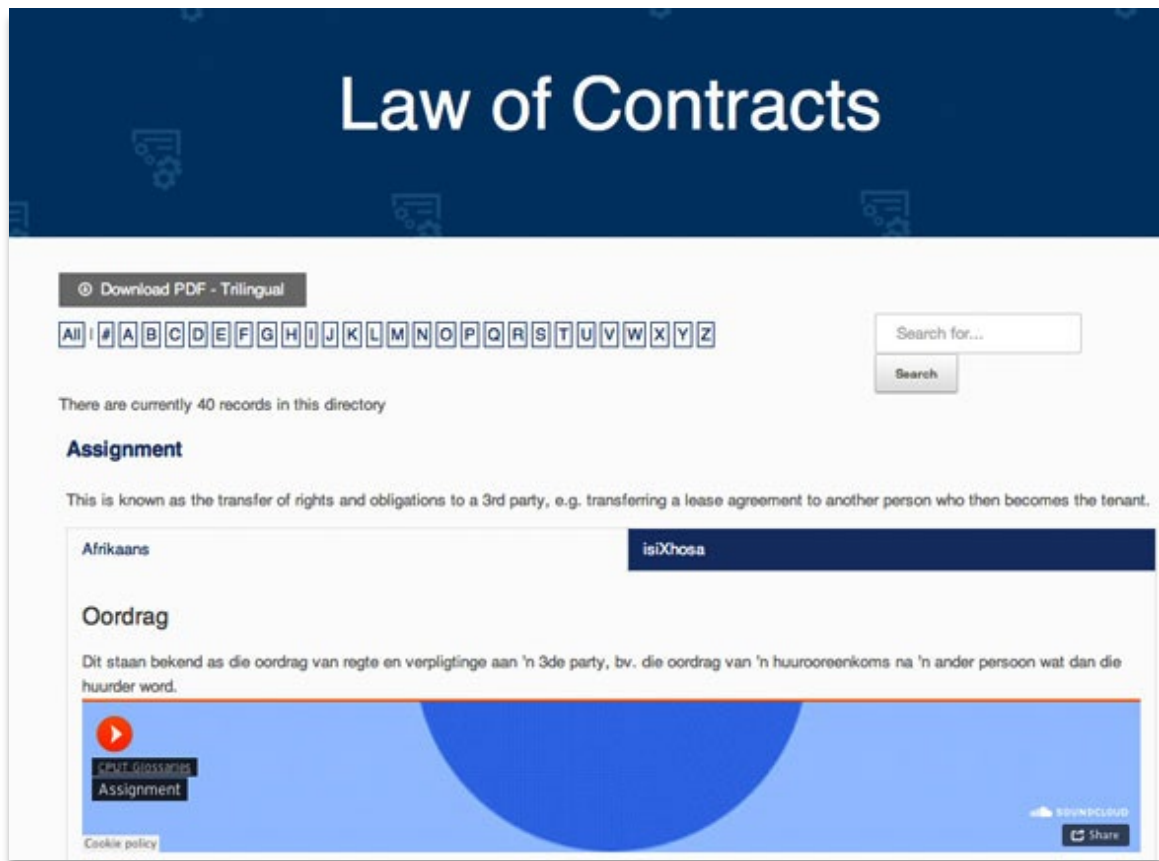 Law of Contracts
Download PDF - Trilingual
All | # A B C D E F G H I J K L M N O P Q R S T U V W X Y Z
Search for...
Search
There are currently 40 records in this directory
Assignment
This is known as the transfer of rights and obligations to a 3rd party, e.g. transferring a lease agreement to another person who then becomes the tenant.
Afrikaans
isiXhosa
Oordrag
Dit staan bekend as die oordrag van regte en verpligtinge aan 'n 3de party, bv. die oordrag van 'n huurooreenkoms na 'n ander persoon wat dan die
huurder word.
CPUT Glossaries
Assignment
SOUNDCLOUD
Share
Cookie policy